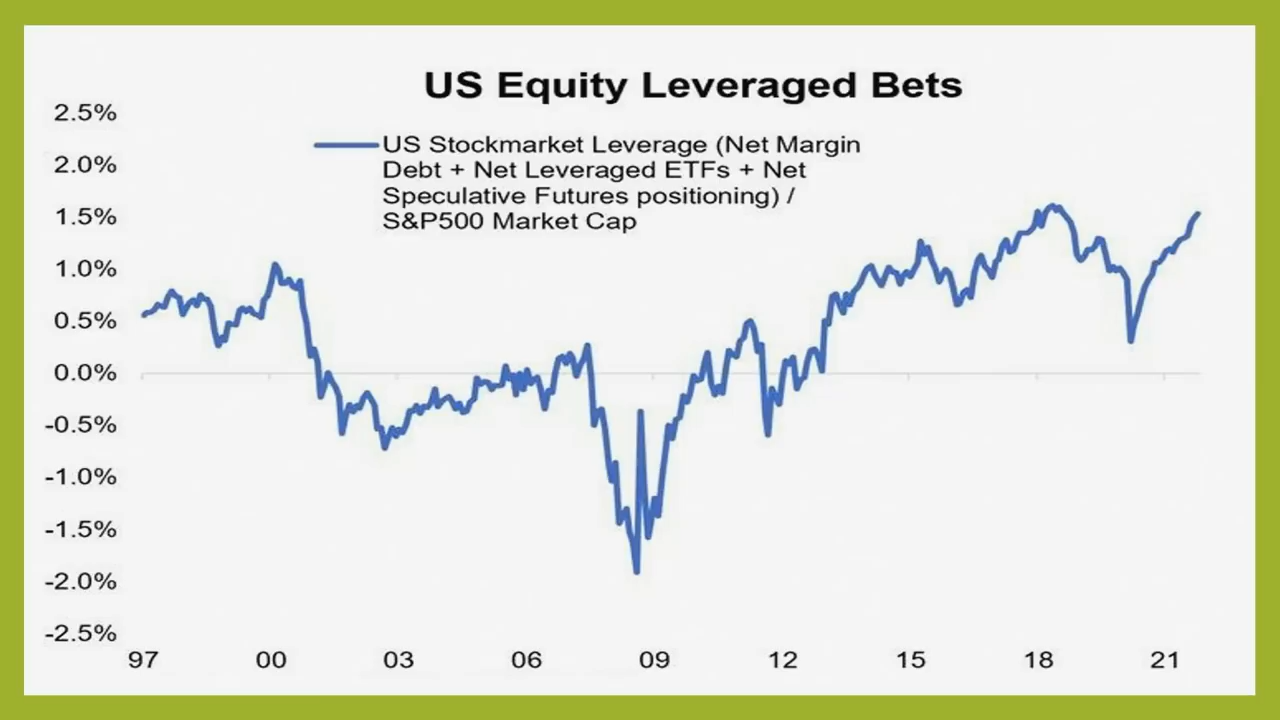 US Equity Leveraged Bets
US Stockmarket Leverage (Net Margin
Debt + Net Leveraged ETFs + Net
Speculative Futures positioning) /
S&P500 Market Cap
2.5%
2.0%
1.5%
1.0%
0.5%
0.0%
-0.5%
-1.0%
-1.5%
-2.0%
-2.5%
97 00 03 06 09 12 15 18 21